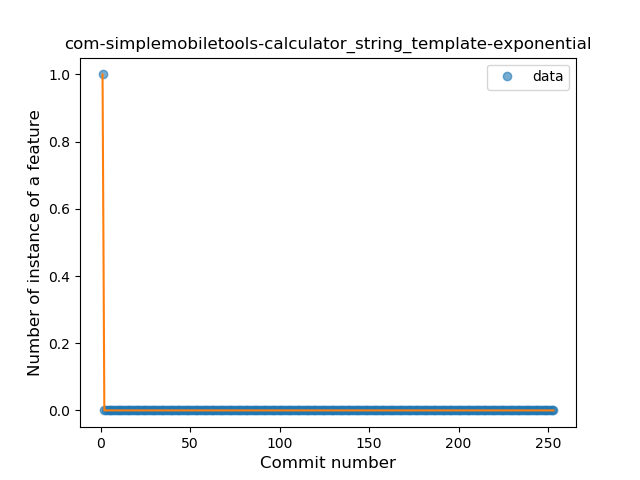 com-simplemobiletools-calculator_string_template-exponential
data
Number of instance of a feature
1.0
0.8
0.6
0.4
0.2
0.0
0 50 100 150 200 250
Commit number